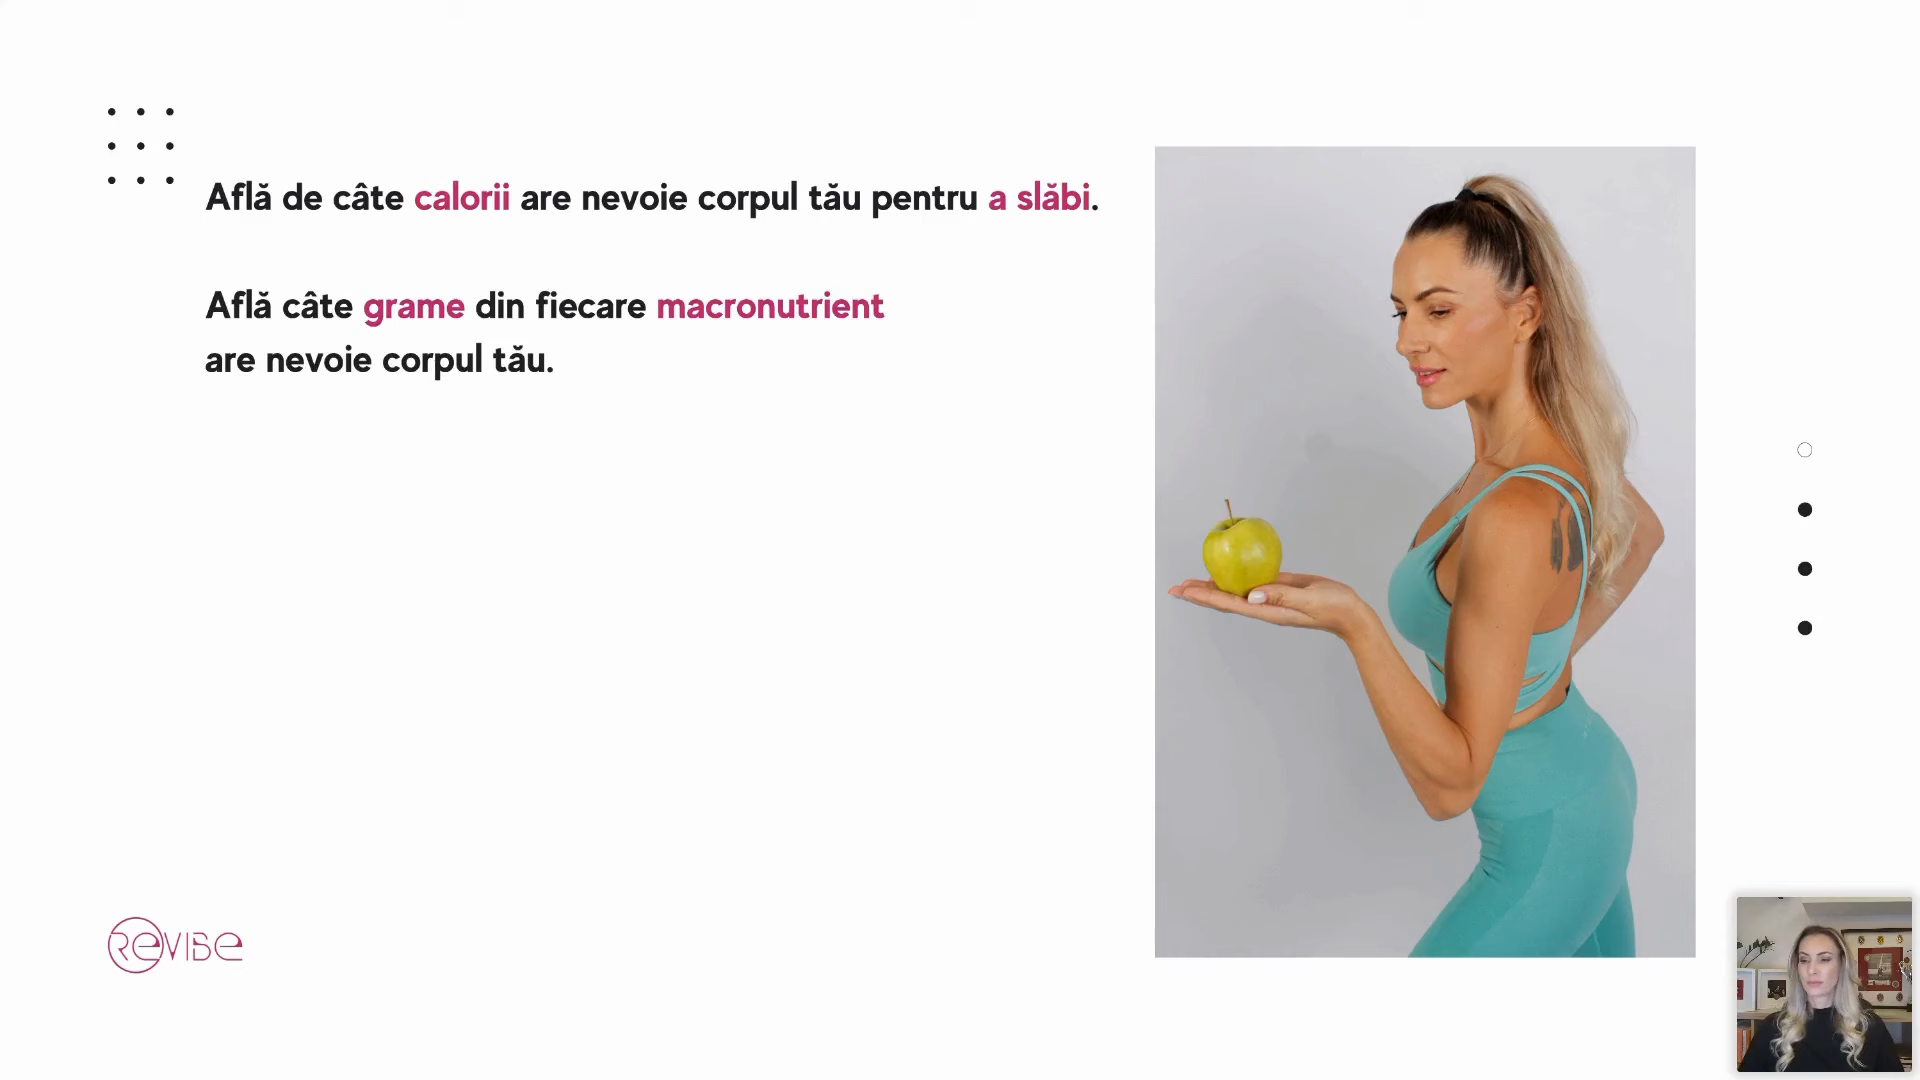 Află de câte calorii are nevoie corpul tău pentru a slăbi.
Află câte grame din fiecare macronutrient
are nevoie corpul tău.
REVIBE